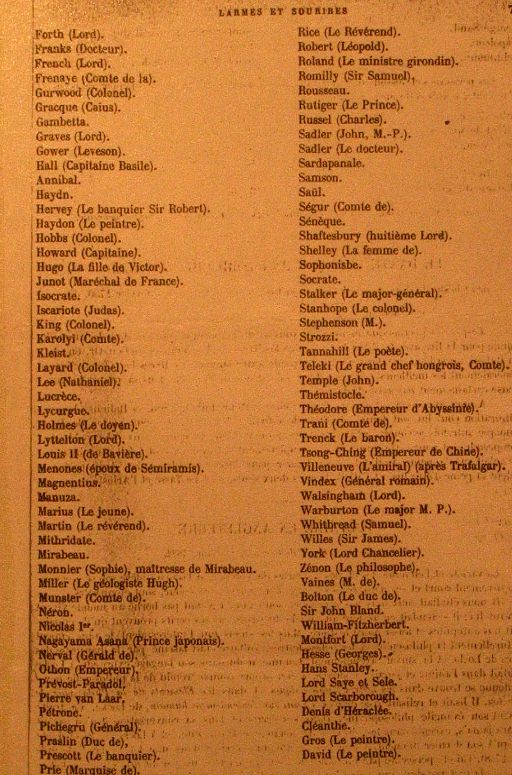 LARMES ET SOURIRES
Forth (Lord).
Franks (Docteur).
French (Lord).
Frenaye (Comte de la).
Gurwood (Colonel).
Gracque (Caius).
Gambetta.
Graves (Lord).
Gower (Leveson).
Hall (Capitaine Basile).
Annibal.
Haydn.
Hervey (Le banquier Sir Robert).
Haydon (Le peintre).
Hobbs (Colonel).
Howard (Capitaine).
Hugo (La fille de Victor).
Junot (Maréchal de France).
Isocrate.
Iscariote (Judas).
King (Colonel).
Karolyi (Comte).
Kleist.
Layard (Colonel).
Lee (Nathaniel).
Lucrèce.
Lycurgue.
Holmes (Le doyen).
Lyttelton (Lord).
Louis II (de Bavière).
Menones (époux de Sémiramis).
Magnentius.
Manuza.
Marius (Le jeune).
Martin (Le révérend).
Mithridate.
Mirabeau.
Monnier (Sophie), maîtresse de Mirabeau.
Miller (Le géologiste Hugh).
Munster (Comte de).
Néron.
Nicolas Ier.
Nagayama Asana (Prince japonais).
Nerval (Gérald de).
Othon (Empereur).
Prévost-Paradol.
Pierre van Laar.
Pétrone.
Pichegru (Général).
Praslin (Duc de),
Prescott (Le banquier).
Prie (Marquise de).
Rice (Le Révérend).
Robert (Léopold).
Roland (Le ministre girondin).
Romilly (Sir Samuel).
Rousseau.
Rutiger (Le Prince).
Russel (Charles).
Sadler (John, M.-P.).
Sadler (Le docteur).
Sardapanale.
Samson.
Saül.
Ségur (Comte de).
Sénèque.
Shaftesbury (huitième Lord).
Shelley (La femme de).
Sophonisbe.
Socrate.
Stalker (Le major-général).
Stanhope (Le colonel).
Stephenson (M.).
Strozzi.
Tannahill (Le poète).
Teleki (Le grand chef hongrois, Comte).
Temple (John).
Thémistocle.
Théodore (Empereur d'Abyssinie).
Trani (Comte de).
Trenck (Le baron).
Tsong-Ching (Empereur de Chine).
Villeneuve (L'amiral) (après Trafalgar).
Vindex (Général romain).
Walsingham (Lord).
Warburton (Le major M. P.).
Whitbread (Samuel).
Willes (Sir James).
York (Lord Chancelier).
Zénon (Le philosophe).
Vaines (M. de).
Bolton (Le duc de).
Sir John Bland.
William-Fitzherbert.
Montfort (Lord).
Hesse (Georges).
Hans Stanley.
Lord Saye et Sele.
Lord Scarborough.
Denis d'Héraclée.
Cléanthe.
Gros (Le peintre).
David (Le peintre).